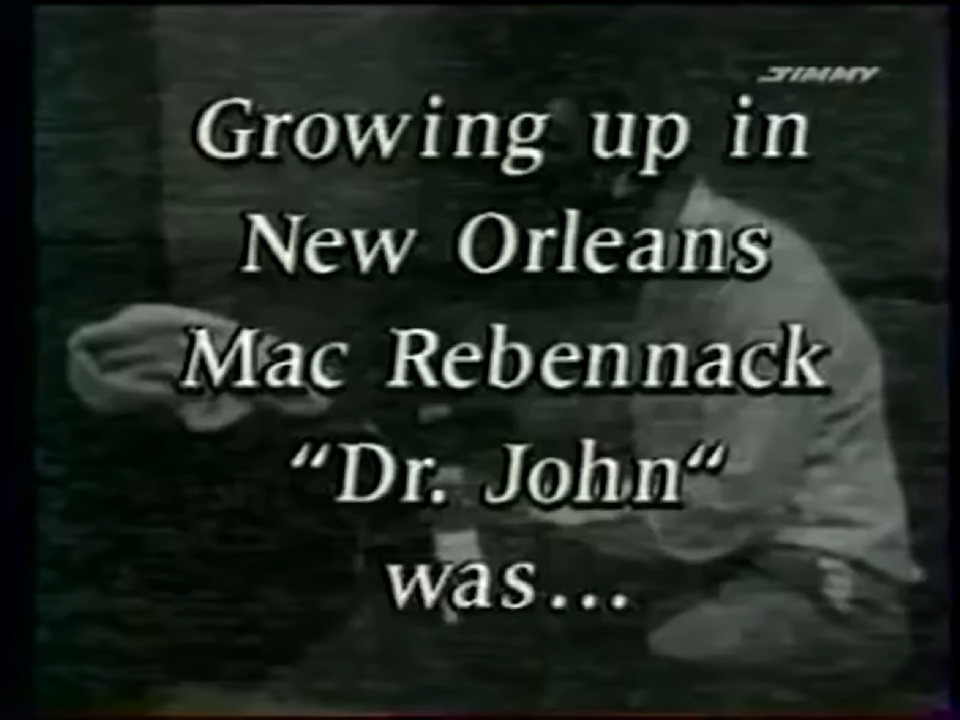 JIMMY
Growing up in
New Orleans
Mac Rebennack
“Dr. John“
was...